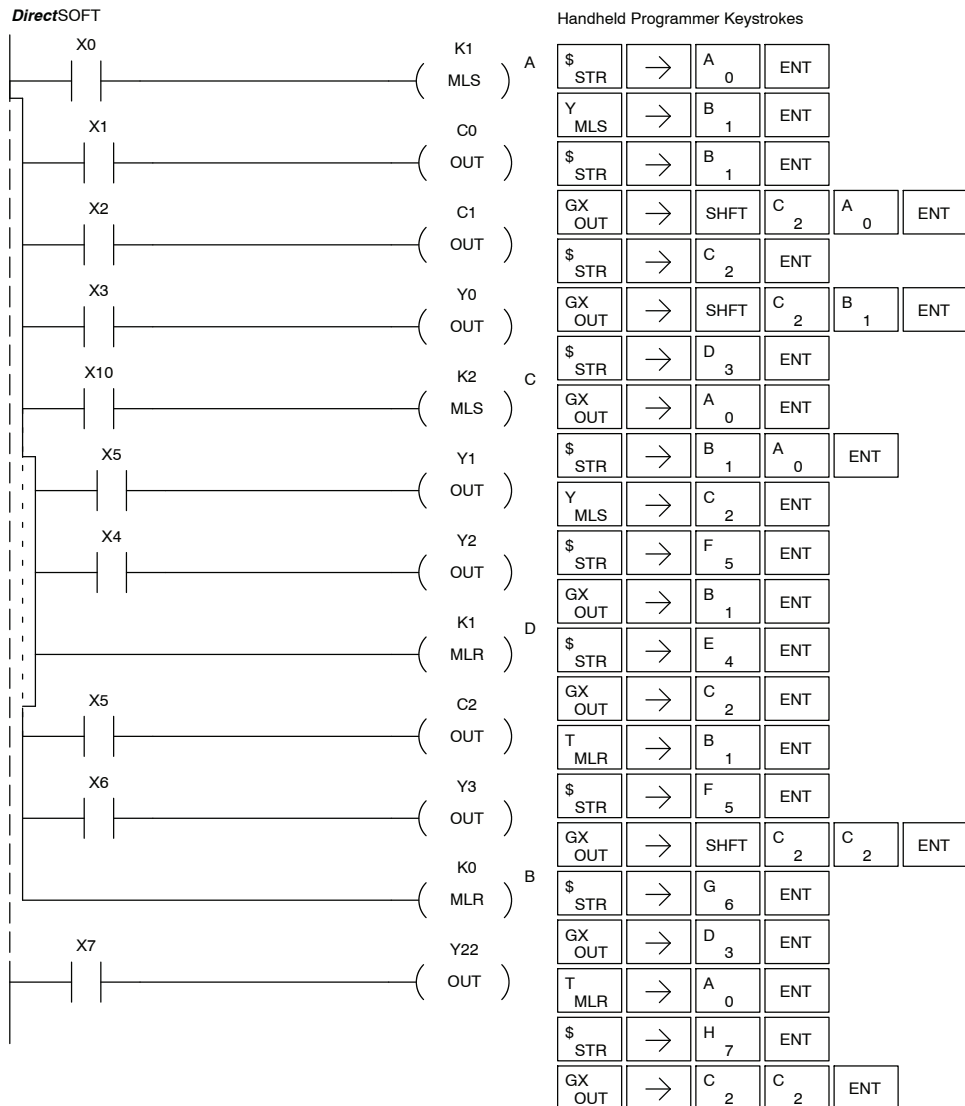 DirectSOFT
X0
K1
MLS
A
X1
C0
OUT
X2
C1
OUT
X3
Y0
OUT
X10
K2
MLS
C
X5
Y1
OUT
X4
Y2
OUT
K1
MLR
D
X5
C2
OUT
X6
Y3
OUT
K0
MLR
B
X7
Y22
OUT
Handheld Programmer Keystrokes
$ STR → A 0 ENT
Y MLS → B 1 ENT
$ STR → B 1 ENT
GX OUT → SHFT C 2 A 0 ENT
$ STR → C 2 ENT
GX OUT → SHFT C 2 B 1 ENT
$ STR → D 3 ENT
GX OUT → A 0 ENT
$ STR → B 1 A 0 ENT
Y MLS → C 2 ENT
$ STR → F 5 ENT
GX OUT → B 1 ENT
$ STR → E 4 ENT
GX OUT → C 2 ENT
T MLR → B 1 ENT
$ STR → F 5 ENT
GX OUT → SHFT C 2 C 2 ENT
$ STR → G 6 ENT
GX OUT → D 3 ENT
T MLR → A 0 ENT
$ STR → H 7 ENT
GX OUT → C 2 C 2 ENT